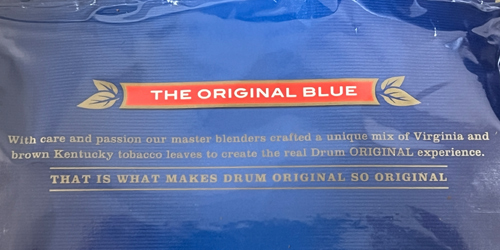 THE ORIGINAL BLUE
With care and passion our master blenders crafted a unique mix of Virginia and
brown Kentucky tobacco leaves to create the real Drum ORIGINAL experience.
THAT IS WHAT MAKES DRUM ORIGINAL SO ORIGINAL